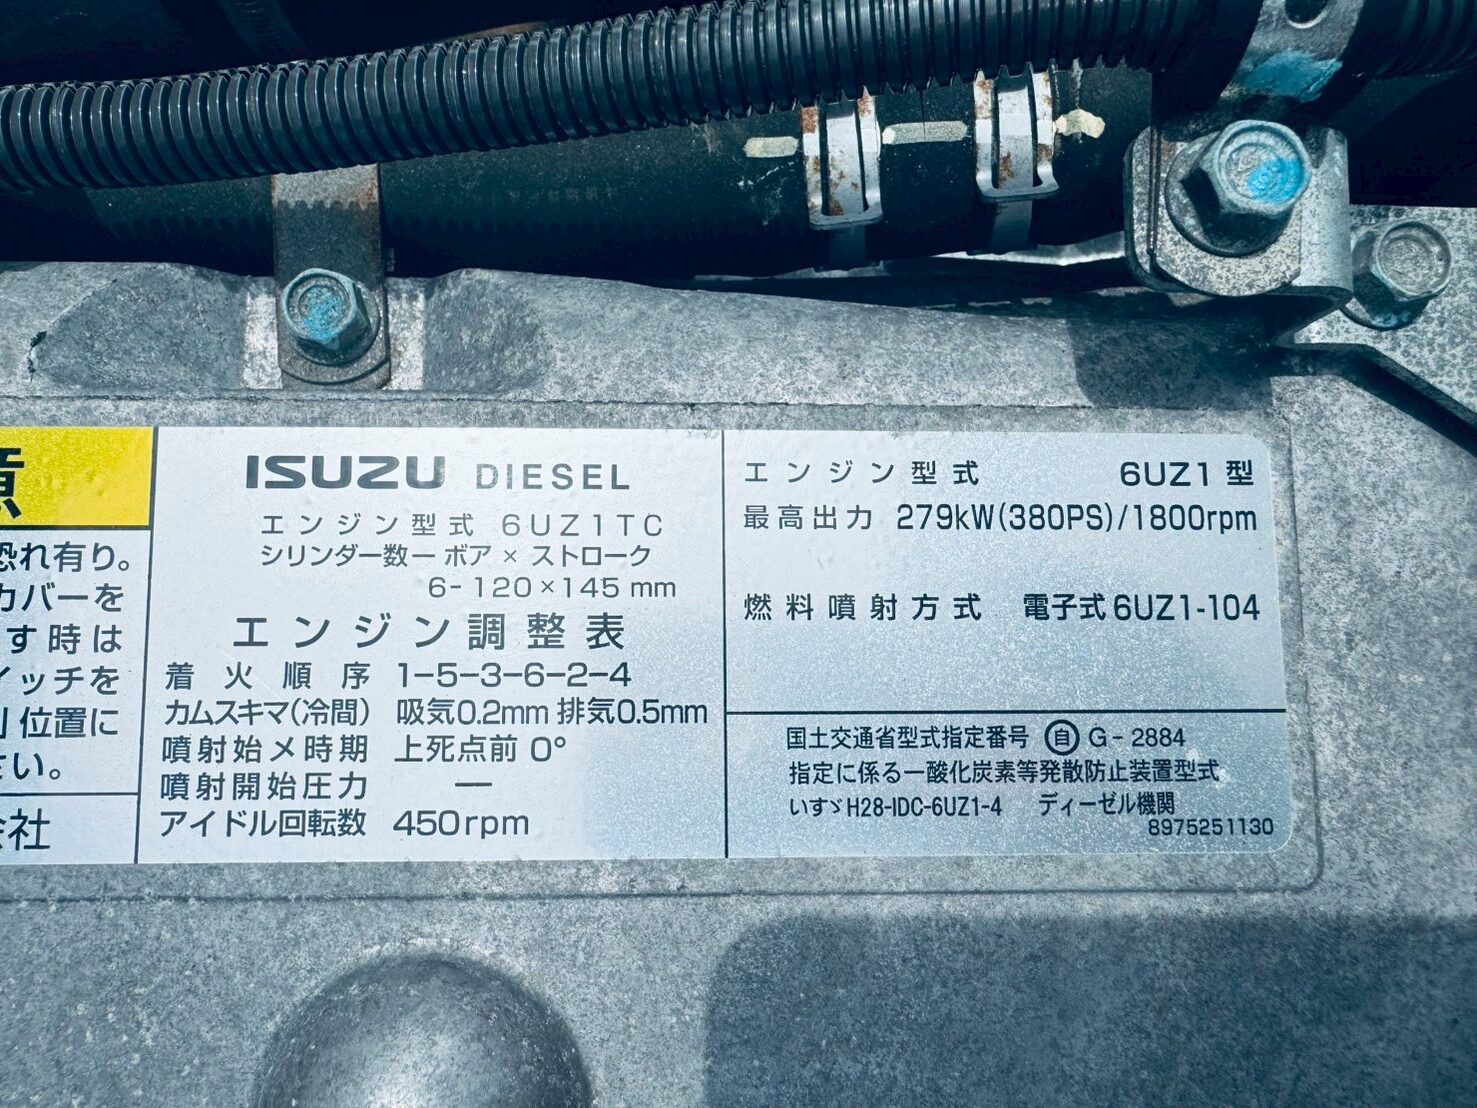 意
恐れ有り。
カバーを
す時は
イッチを
位置に
さい。
会社
ISUZU DIESEL
エンジン型式 6UZ1TC
シリンダー数ー ボア × ストローク
6-120×145 mm
エンジン調整表
着火順序 1-5-3-6-2-4
カムスキマ(冷間) 吸気0.2mm 排気0.5mm
噴射始メ時期 上死点前 0°
噴射開始圧力 ―
アイドル回転数 450rpm
エンジン型式 6UZ1型
最高出力 279kW(380PS)/1800rpm
燃料噴射方式 電子式6UZ1-104
国土交通省型式指定番号 ㊀自 G-2884
指定に係る一酸化炭素等発散防止装置型式
いすゞH28-IDC-6UZ1-4 ディーゼル機関
8975251130